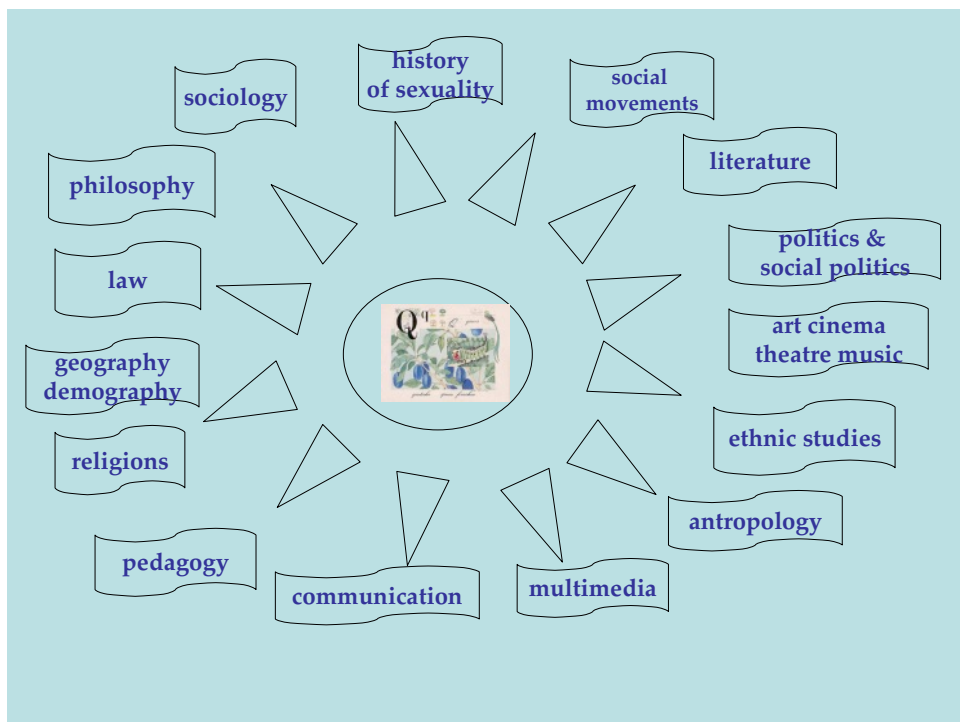 history
of sexuality
social
movements
sociology
literature
philosophy
politics &
social politics
law
art cinema
theatre music
Q q
geography
demography
ethnic studies
religions
antropology
pedagogy
communication
multimedia